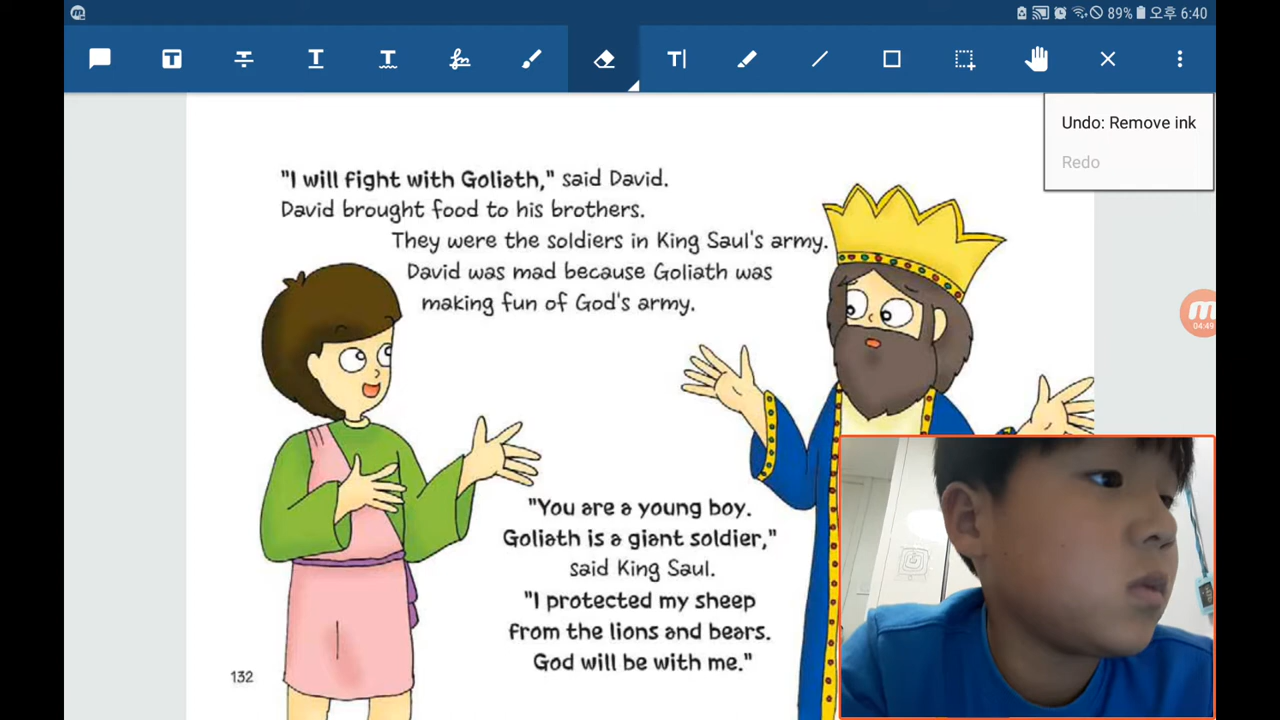 89% 오후 6:40
T T T T
T
Undo: Remove ink
Redo
"I will fight with Goliath," said David.
David brought food to his brothers.
They were the soldiers in King Saul's army.
David was mad because Goliath was
making fun of God's army.
04:49
"You are a young boy.
Goliath is a giant soldier,"
said King Saul.
"I protected my sheep
from the lions and bears.
God will be with me."
132